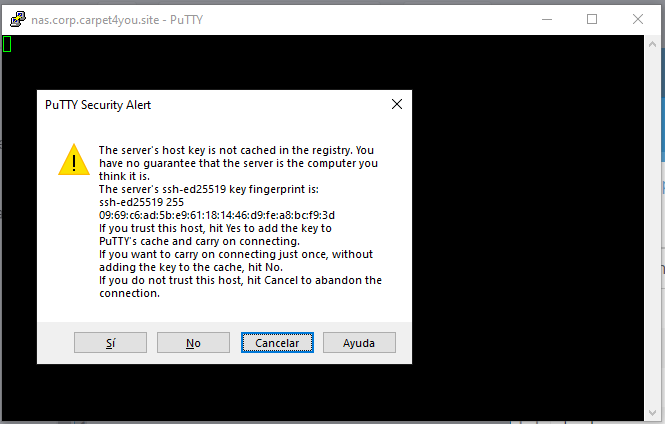 nas.corp.carpet4you.site - PuTTY
PuTTY Security Alert
The server's host key is not cached in the registry. You
have no guarantee that the server is the computer you
think it is.
The server's ssh-ed25519 key fingerprint is:
ssh-ed25519 255
09:69:c6:ad:5b:e9:61:18:14:46:d9:fe:a8:bc:f9:3d
If you trust this host, hit Yes to add the key to
PuTTY's cache and carry on connecting.
If you want to carry on connecting just once, without
adding the key to the cache, hit No.
If you do not trust this host, hit Cancel to abandon the
connection.
Sí No Cancelar Ayuda